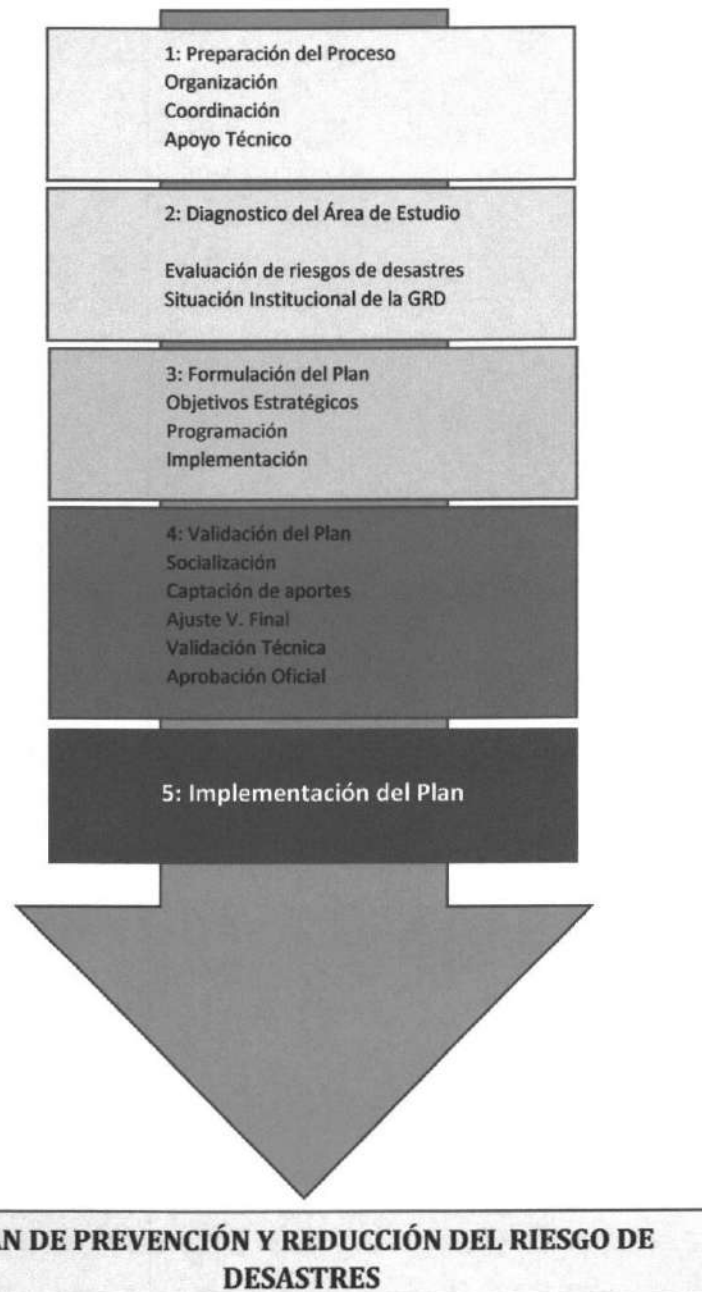 1: Preparación del Proceso
Organización
Coordinación
Apoyo Técnico
2: Diagnostico del Área de Estudio
Evaluación de riesgos de desastres
Situación Institucional de la GRD
3: Formulación del Plan
Objetivos Estratégicos
Programación
Implementación
4: Validación del Plan
Socialización
Captación de aportes
Ajuste V. Final
Validación Técnica
Aprobación Oficial
5: Implementación del Plan
AN DE PREVENCIÓN Y REDUCCIÓN DEL RIESGO DE
DESASTRES